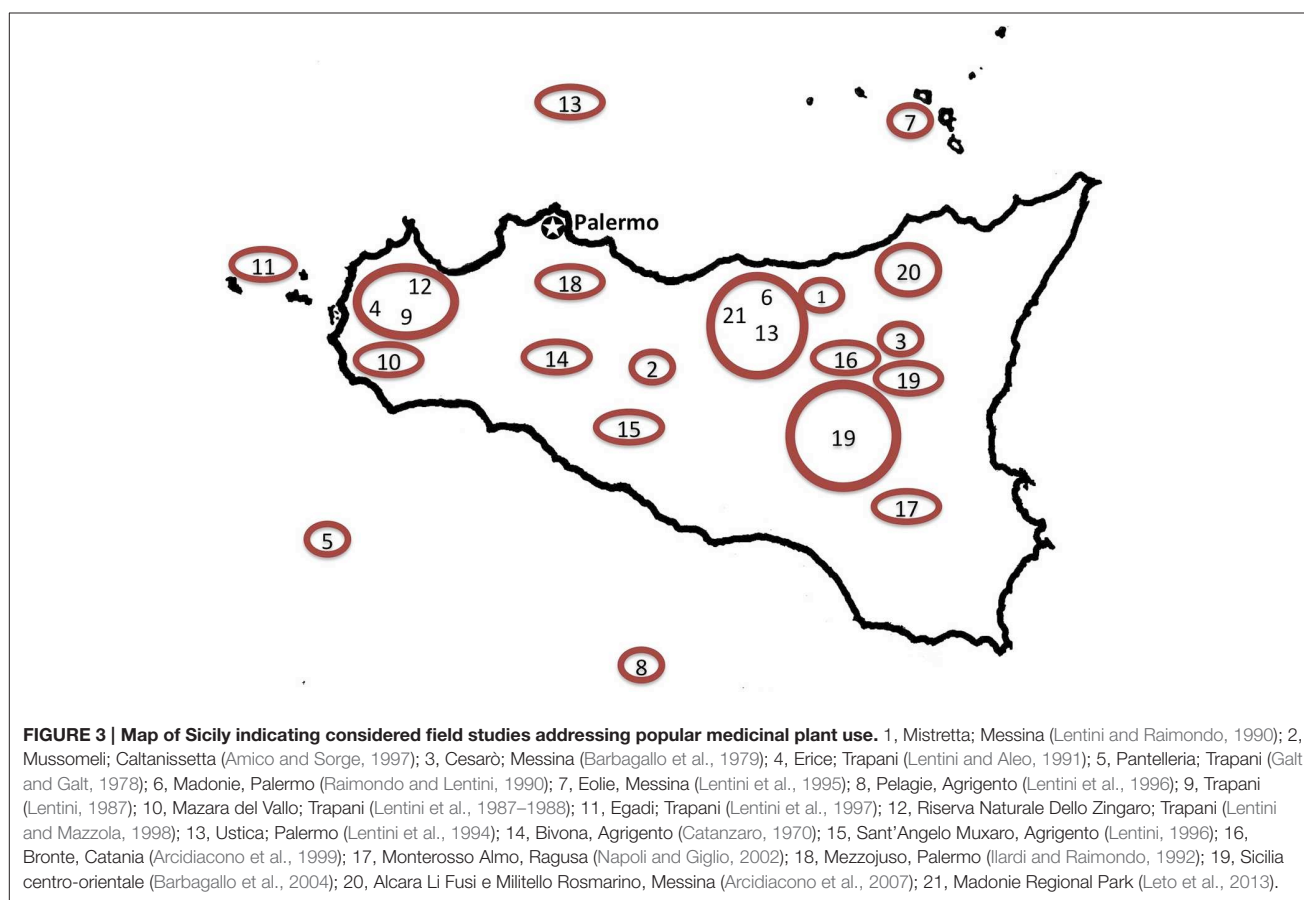 13
7
Palermo
11
12
18
6
1
20
4
9
21
13
3
10
14
2
16
19
15
19
17
5
8
FIGURE 3 | Map of Sicily indicating considered field studies addressing popular medicinal plant use. 1, Mistretta; Messina (Lentini and Raimondo, 1990); 2,
Mussomeli; Caltanissetta (Amico and Sorge, 1997); 3, Cesarò; Messina (Barbagallo et al., 1979); 4, Erice; Trapani (Lentini and Aleo, 1991); 5, Pantelleria; Trapani (Galt
and Galt, 1978); 6, Madonie, Palermo (Raimondo and Lentini, 1990); 7, Eolie, Messina (Lentini et al., 1995); 8, Pelagie, Agrigento (Lentini et al., 1996); 9, Trapani
(Lentini, 1987); 10, Mazara del Vallo; Trapani (Lentini et al., 1987–1988); 11, Egadi; Trapani (Lentini et al., 1997); 12, Riserva Naturale Dello Zingaro; Trapani (Lentini
and Mazzola, 1998); 13, Ustica; Palermo (Lentini et al., 1994); 14, Bivona, Agrigento (Catanzaro, 1970); 15, Sant'Angelo Muxaro, Agrigento (Lentini, 1996); 16,
Bronte, Catania (Arcidiacono et al., 1999); 17, Monterosso Almo, Ragusa (Napoli and Giglio, 2002); 18, Mezzojuso, Palermo (Ilardi and Raimondo, 1992); 19, Sicilia
centro-orientale (Barbagallo et al., 2004); 20, Alcara Li Fusi e Militello Rosmarino, Messina (Arcidiacono et al., 2007); 21, Madonie Regional Park (Leto et al., 2013).